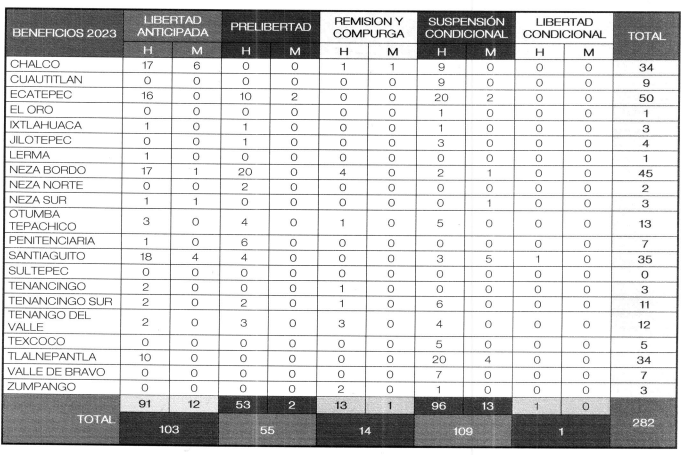 BENEFICIOS 2023 LIBERTAD ANTICIPADA PRELIBERTAD REMISION Y COMPURGA SUSPENSIÓN CONDICIONAL LIBERTAD CONDICIONAL TOTAL
H M H M H M H M H M
CHALCO 17 6 0 0 1 1 9 0 0 0 34
CUAUTITLAN 0 0 0 0 0 0 9 0 0 0 9
ECATEPEC 16 0 10 2 0 0 20 2 0 0 50
EL ORO 0 0 0 0 0 0 1 0 0 0 1
IXTLAHUACA 1 0 1 0 0 0 1 0 0 0 3
JILOTEPEC 0 0 1 0 0 0 3 0 0 0 4
LERMA 1 0 0 0 0 0 0 0 0 0 1
NEZA BORDO 17 1 20 0 4 0 2 1 0 0 45
NEZA NORTE 0 0 2 0 0 0 0 0 0 0 2
NEZA SUR 1 1 0 0 0 0 0 1 0 0 3
OTUMBA TEPACHICO 3 0 4 0 1 0 5 0 0 0 13
PENITENCIARIA 1 0 6 0 0 0 0 0 0 0 7
SANTIAGUITO 18 4 4 0 0 0 3 5 1 0 35
SULTEPEC 0 0 0 0 0 0 0 0 0 0 0
TENANCINGO 2 0 0 0 1 0 0 0 0 0 3
TENANCINGO SUR 2 0 2 0 1 0 6 0 0 0 11
TENANGO DEL VALLE 2 0 3 0 3 0 4 0 0 0 12
TEXCOCO 0 0 0 0 0 0 5 0 0 0 5
TLALNEPANTLA 10 0 0 0 0 0 20 4 0 0 34
VALLE DE BRAVO 0 0 0 0 0 0 7 0 0 0 7
ZUMPANGO 0 0 0 0 2 0 1 0 0 0 3
TOTAL 91 12 53 2 13 1 96 13 1 0 282
103 55 14 109 1